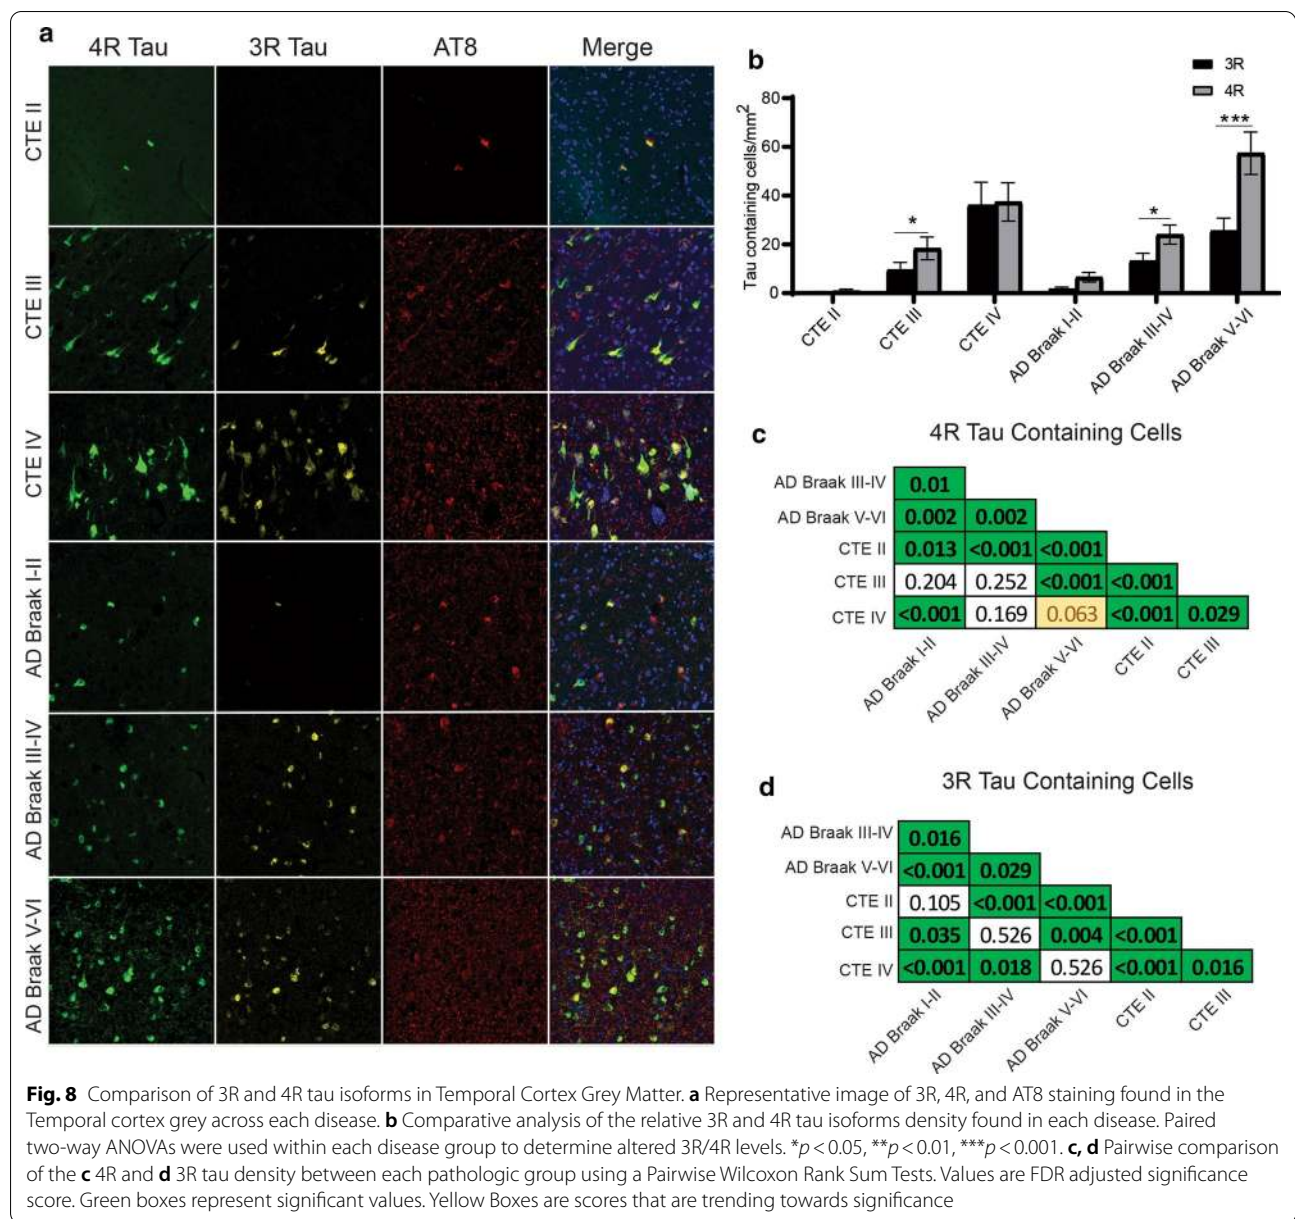 a
4R Tau 3R Tau AT8 Merge
CTE II
CTE III
CTE IV
AD Braak I-II
AD Braak III-IV
AD Braak V-VI
b
3R
4R
Tau containing cells/mm2
80
60
40
20
0
* * ***
CTE II CTE III CTE IV AD Braak I-II AD Braak III-IV AD Braak V-VI
c
4R Tau Containing Cells
AD Braak III-IV 0.01
AD Braak V-VI 0.002 0.002
CTE II 0.013 <0.001 <0.001
CTE III 0.204 0.252 <0.001 <0.001
CTE IV <0.001 0.169 0.063 <0.001 0.029
AD Braak I-II AD Braak III-IV AD Braak V-VI CTE II CTE III
d
3R Tau Containing Cells
AD Braak III-IV 0.016
AD Braak V-VI <0.001 0.029
CTE II 0.105 <0.001 <0.001
CTE III 0.035 0.526 0.004 <0.001
CTE IV <0.001 0.018 0.526 <0.001 0.016
AD Braak I-II AD Braak III-IV AD Braak V-VI CTE II CTE III
Fig. 8 Comparison of 3R and 4R tau isoforms in Temporal Cortex Grey Matter. a Representative image of 3R, 4R, and AT8 staining found in the
Temporal cortex grey across each disease. b Comparative analysis of the relative 3R and 4R tau isoforms density found in each disease. Paired
two-way ANOVAs were used within each disease group to determine altered 3R/4R levels. *p < 0.05, **p < 0.01, ***p < 0.001. c, d Pairwise comparison
of the c 4R and d 3R tau density between each pathologic group using a Pairwise Wilcoxon Rank Sum Tests. Values are FDR adjusted significance
score. Green boxes represent significant values. Yellow Boxes are scores that are trending towards significance